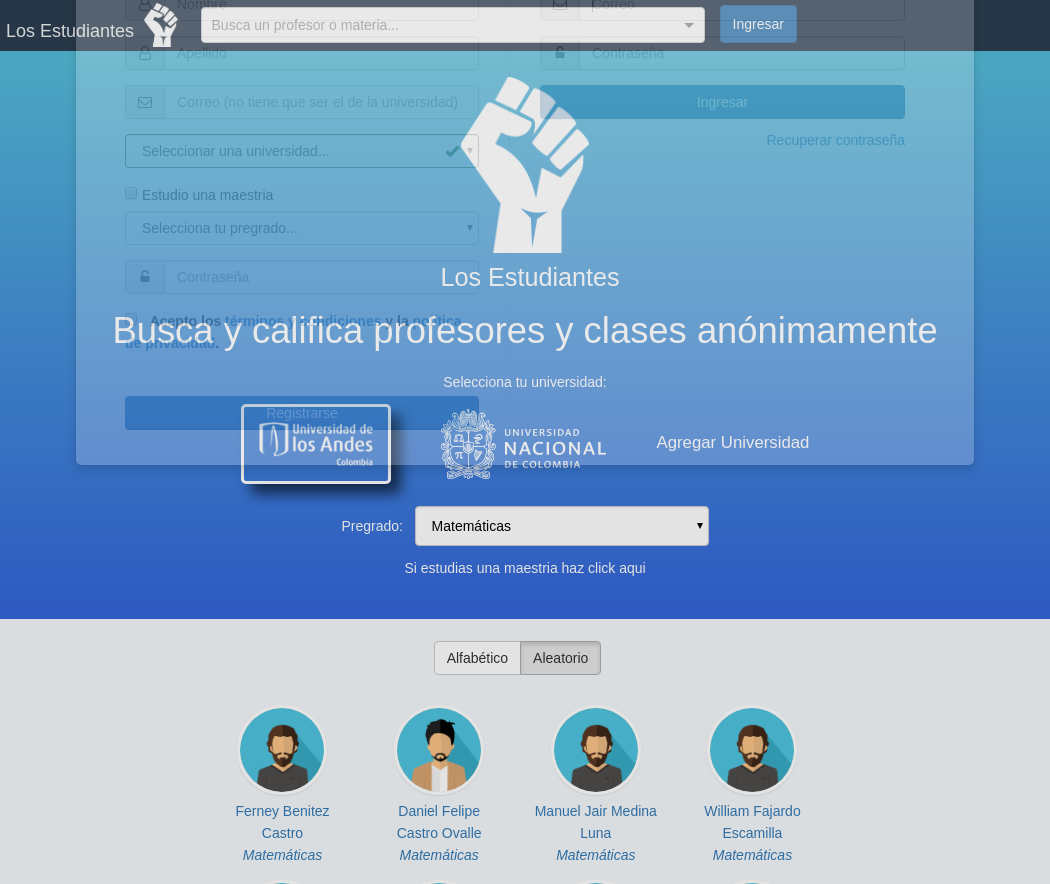 Nombre
Correo
Los Estudiantes
Busca un profesor o materia...
Ingresar
Apellido
Contraseña
Correo (no tiene que ser el de la universidad)
Ingresar
Recuperar contraseña
Seleccionar una universidad...
Estudio una maestria
Selecciona tu pregrado...
Contraseña
Los Estudiantes
Acepto los términos y condiciones y la política
de privacidad.
Busca y califica profesores y clases anónimamente
Selecciona tu universidad:
Registrarse
Universidad de
los Andes
Colombia
UNIVERSIDAD
NACIONAL
DE COLOMBIA
Agregar Universidad
Pregrado:
Matemáticas
Si estudias una maestria haz click aqui
Alfabético
Aleatorio
Ferney Benitez
Castro
Matemáticas
Daniel Felipe
Castro Ovalle
Matemáticas
Manuel Jair Medina
Luna
Matemáticas
William Fajardo
Escamilla
Matemáticas